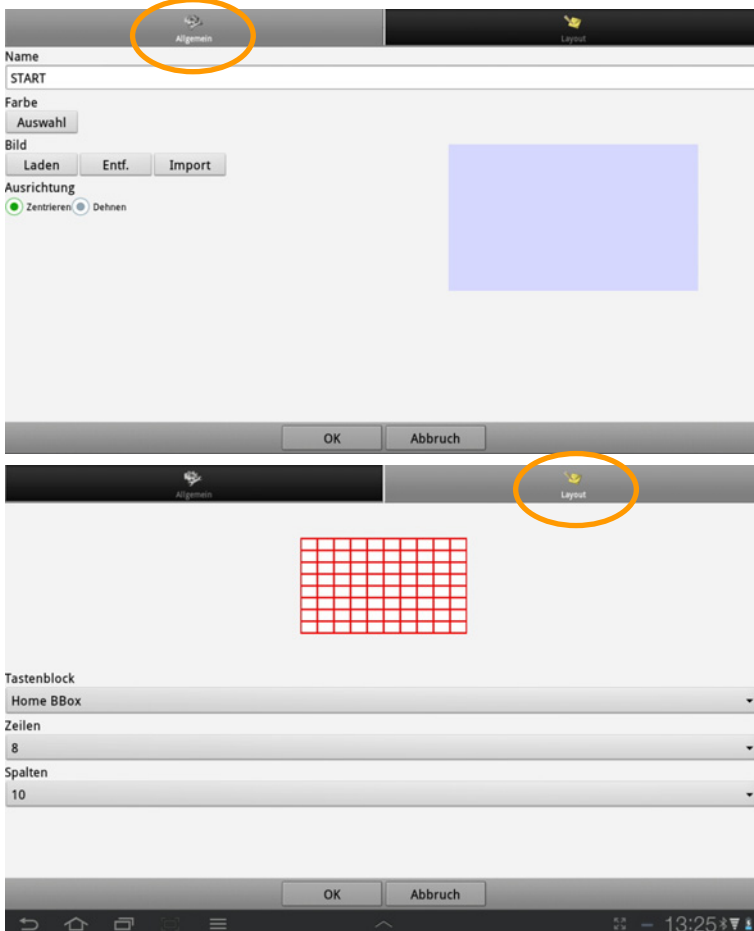 Allgemein Layout
Name
START
Farbe
Auswahl
Bild
Laden Entf. Import
Ausrichtung
Zentrieren Dehnen
OK Abbruch
Allgemein Layout
Tastenblock
Home BBox
Zeilen
8
Spalten
10
OK Abbruch
13:25